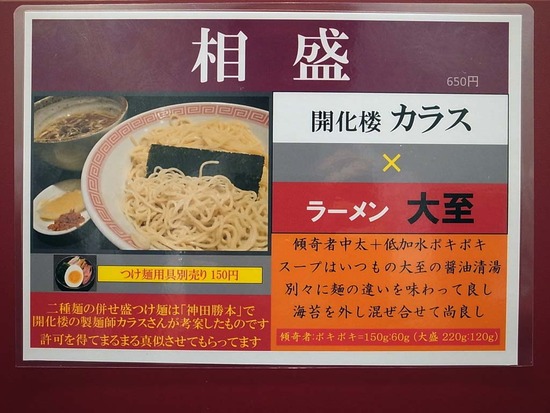 相盛
650円
開化楼 カラス
×
ラーメン 大至
つけ麺用具別売り 150円
傾奇者中太＋低加水ポキポキ
スープはいつもの大至の醤油清湯
別々に麺の違いを味わって良し
海苔を外し混ぜ合せて尚良し
傾奇者:ポキポキ=150g:60g (大盛 220g:120g)
二種麺の併せ盛つけ麺は「神田勝本」で
開化楼の製麺師カラスさんが考案したものです
許可を得てまるまる真似させてもらってます